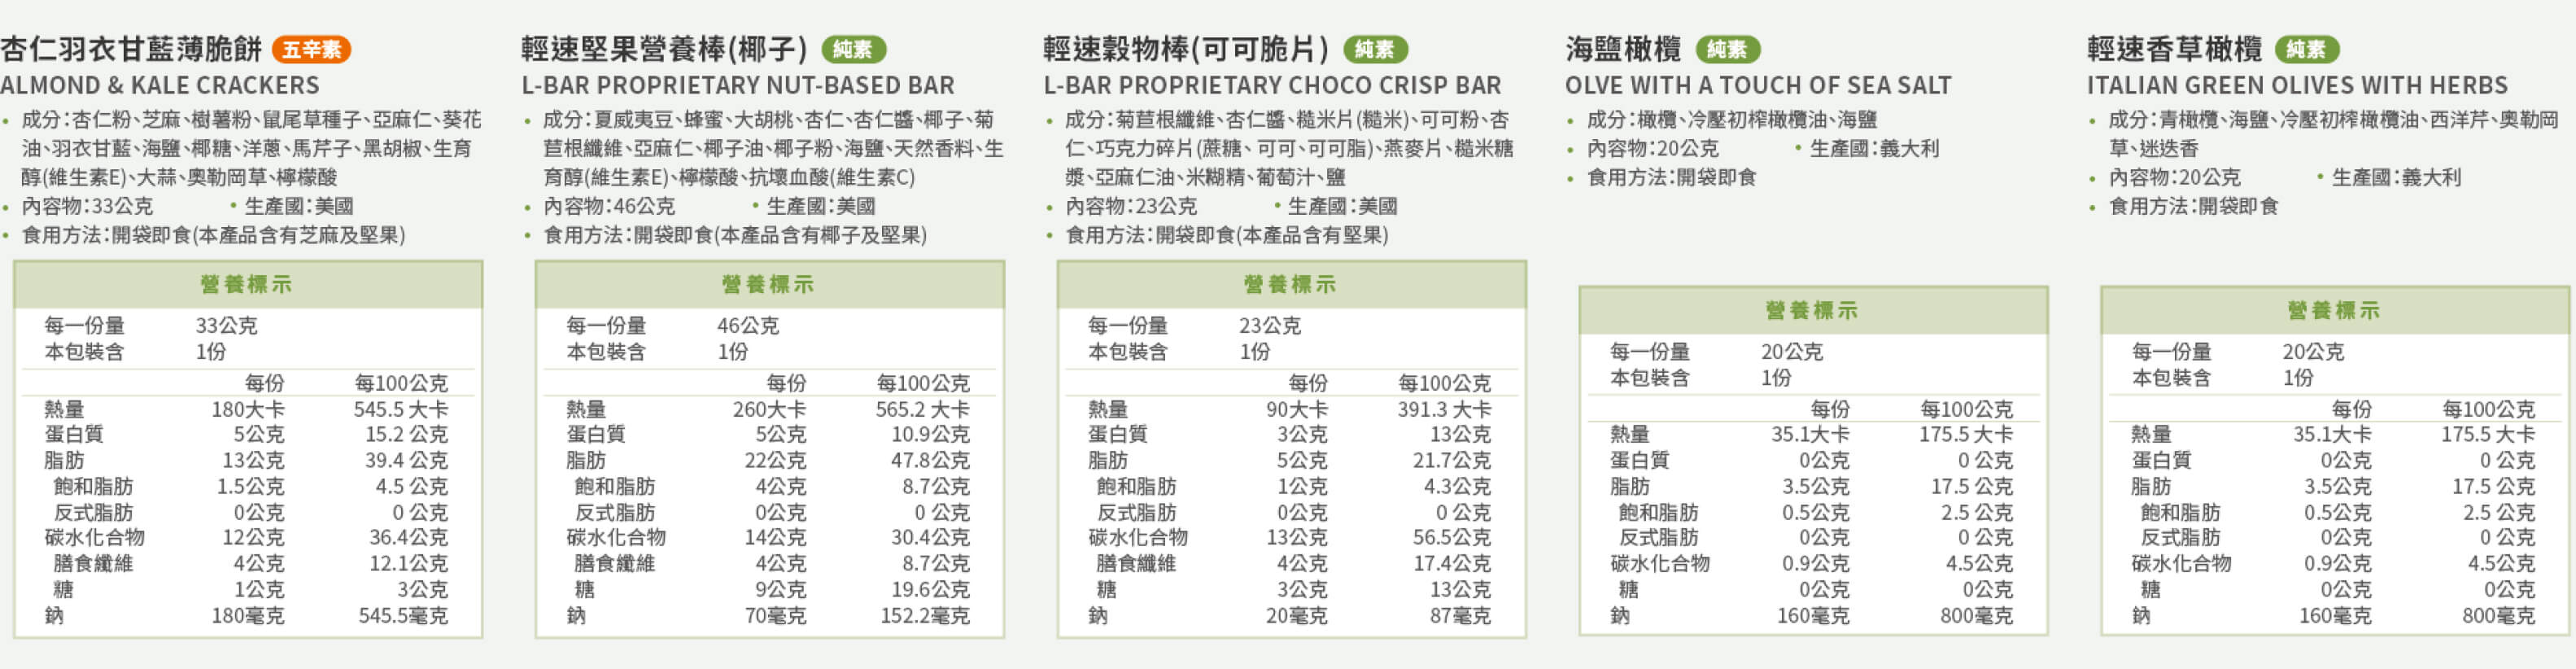 杏仁羽衣甘藍薄脆餅 五辛素
ALMOND & KALE CRACKERS
• 成分:杏仁粉、芝麻、樹薯粉、鼠尾草種子、亞麻仁、葵花
油、羽衣甘藍、海鹽、椰糖、洋蔥、馬芹子、黑胡椒、生育
醇(維生素E)、大蒜、奧勒岡草、檸檬酸
• 內容物:33公克 • 生產國:美國
• 食用方法:開袋即食(本產品含有芝麻及堅果)
營養標示
每一份量 33公克
本包裝含 1份
每份 每100公克
熱量 180大卡 545.5 大卡
蛋白質 5公克 15.2 公克
脂肪 13公克 39.4 公克
飽和脂肪 1.5公克 4.5 公克
反式脂肪 0公克 0 公克
碳水化合物 12公克 36.4公克
膳食纖維 4公克 12.1公克
糖 1公克 3公克
鈉 180毫克 545.5毫克
輕速堅果營養棒(椰子) 純素
L-BAR PROPRIETARY NUT-BASED BAR
• 成分:夏威夷豆、蜂蜜、大胡桃、杏仁、杏仁醬、椰子、菊
苣根纖維、亞麻仁、椰子油、椰子粉、海鹽、天然香料、生
育醇(維生素E)、檸檬酸、抗壞血酸(維生素C)
• 內容物:46公克 • 生產國:美國
• 食用方法:開袋即食(本產品含有椰子及堅果)
營養標示
每一份量 46公克
本包裝含 1份
每份 每100公克
熱量 260大卡 565.2 大卡
蛋白質 5公克 10.9公克
脂肪 22公克 47.8公克
飽和脂肪 4公克 8.7公克
反式脂肪 0公克 0 公克
碳水化合物 14公克 30.4公克
膳食纖維 4公克 8.7公克
糖 9公克 19.6公克
鈉 70毫克 152.2毫克
輕速穀物棒(可可脆片) 純素
L-BAR PROPRIETARY CHOCO CRISP BAR
• 成分:菊苣根纖維、杏仁醬、糙米片(糙米)、可可粉、杏
仁、巧克力碎片(蔗糖、可可、可可脂)、燕麥片、糙米糖
漿、亞麻仁油、米糊精、葡萄汁、鹽
• 內容物:23公克 • 生產國:美國
• 食用方法:開袋即食(本產品含有堅果)
營養標示
每一份量 23公克
本包裝含 1份
每份 每100公克
熱量 90大卡 391.3 大卡
蛋白質 3公克 13公克
脂肪 5公克 21.7公克
飽和脂肪 1公克 4.3公克
反式脂肪 0公克 0 公克
碳水化合物 13公克 56.5公克
膳食纖維 4公克 17.4公克
糖 3公克 13公克
鈉 20毫克 87毫克
海鹽橄欖 純素
OLVE WITH A TOUCH OF SEA SALT
• 成分:橄欖、冷壓初榨橄欖油、海鹽
• 內容物:20公克 • 生產國:義大利
• 食用方法:開袋即食
營養標示
每一份量 20公克
本包裝含 1份
每份 每100公克
熱量 35.1大卡 175.5 大卡
蛋白質 0公克 0 公克
脂肪 3.5公克 17.5 公克
飽和脂肪 0.5公克 2.5 公克
反式脂肪 0公克 0 公克
碳水化合物 0.9公克 4.5公克
糖 0公克 0公克
鈉 160毫克 800毫克
輕速香草橄欖 純素
ITALIAN GREEN OLIVES WITH HERBS
• 成分:青橄欖、海鹽、冷壓初榨橄欖油、西洋芹、奧勒岡
草、迷迭香
• 內容物:20公克 • 生產國:義大利
• 食用方法:開袋即食
營養標示
每一份量 20公克
本包裝含 1份
每份 每100公克
熱量 35.1大卡 175.5 大卡
蛋白質 0公克 0 公克
脂肪 3.5公克 17.5 公克
飽和脂肪 0.5公克 2.5 公克
反式脂肪 0公克 0 公克
碳水化合物 0.9公克 4.5公克
糖 0公克 0公克
鈉 160毫克 800毫克